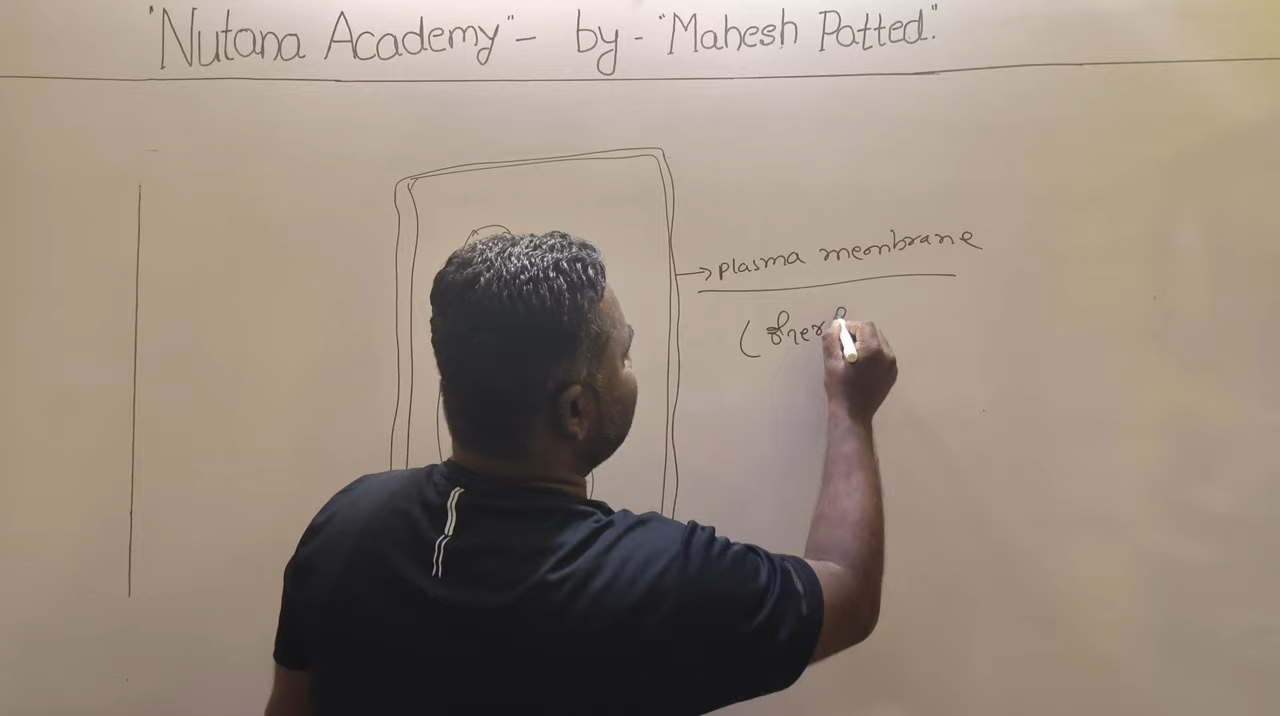 "Nutana Academy" - by - "Mahesh Patted."
→ plasma membrane
(